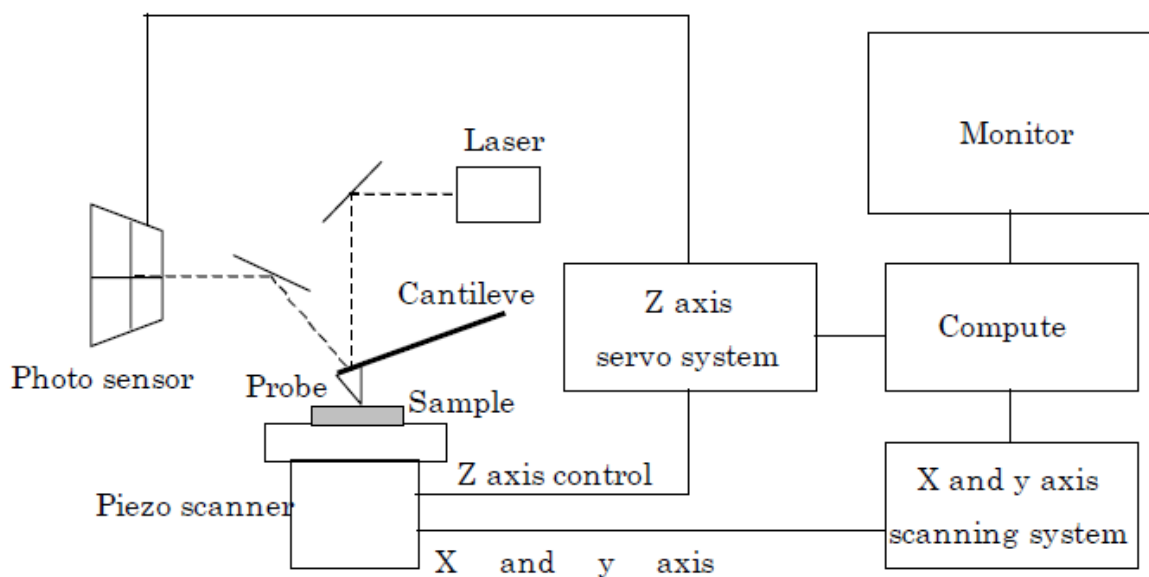 Laser
Monitor
Cantileve
Z axis
servo system
Compute
Photo sensor
Probe
Sample
Z axis control
Piezo scanner
X and y axis
scanning system
X and y axis